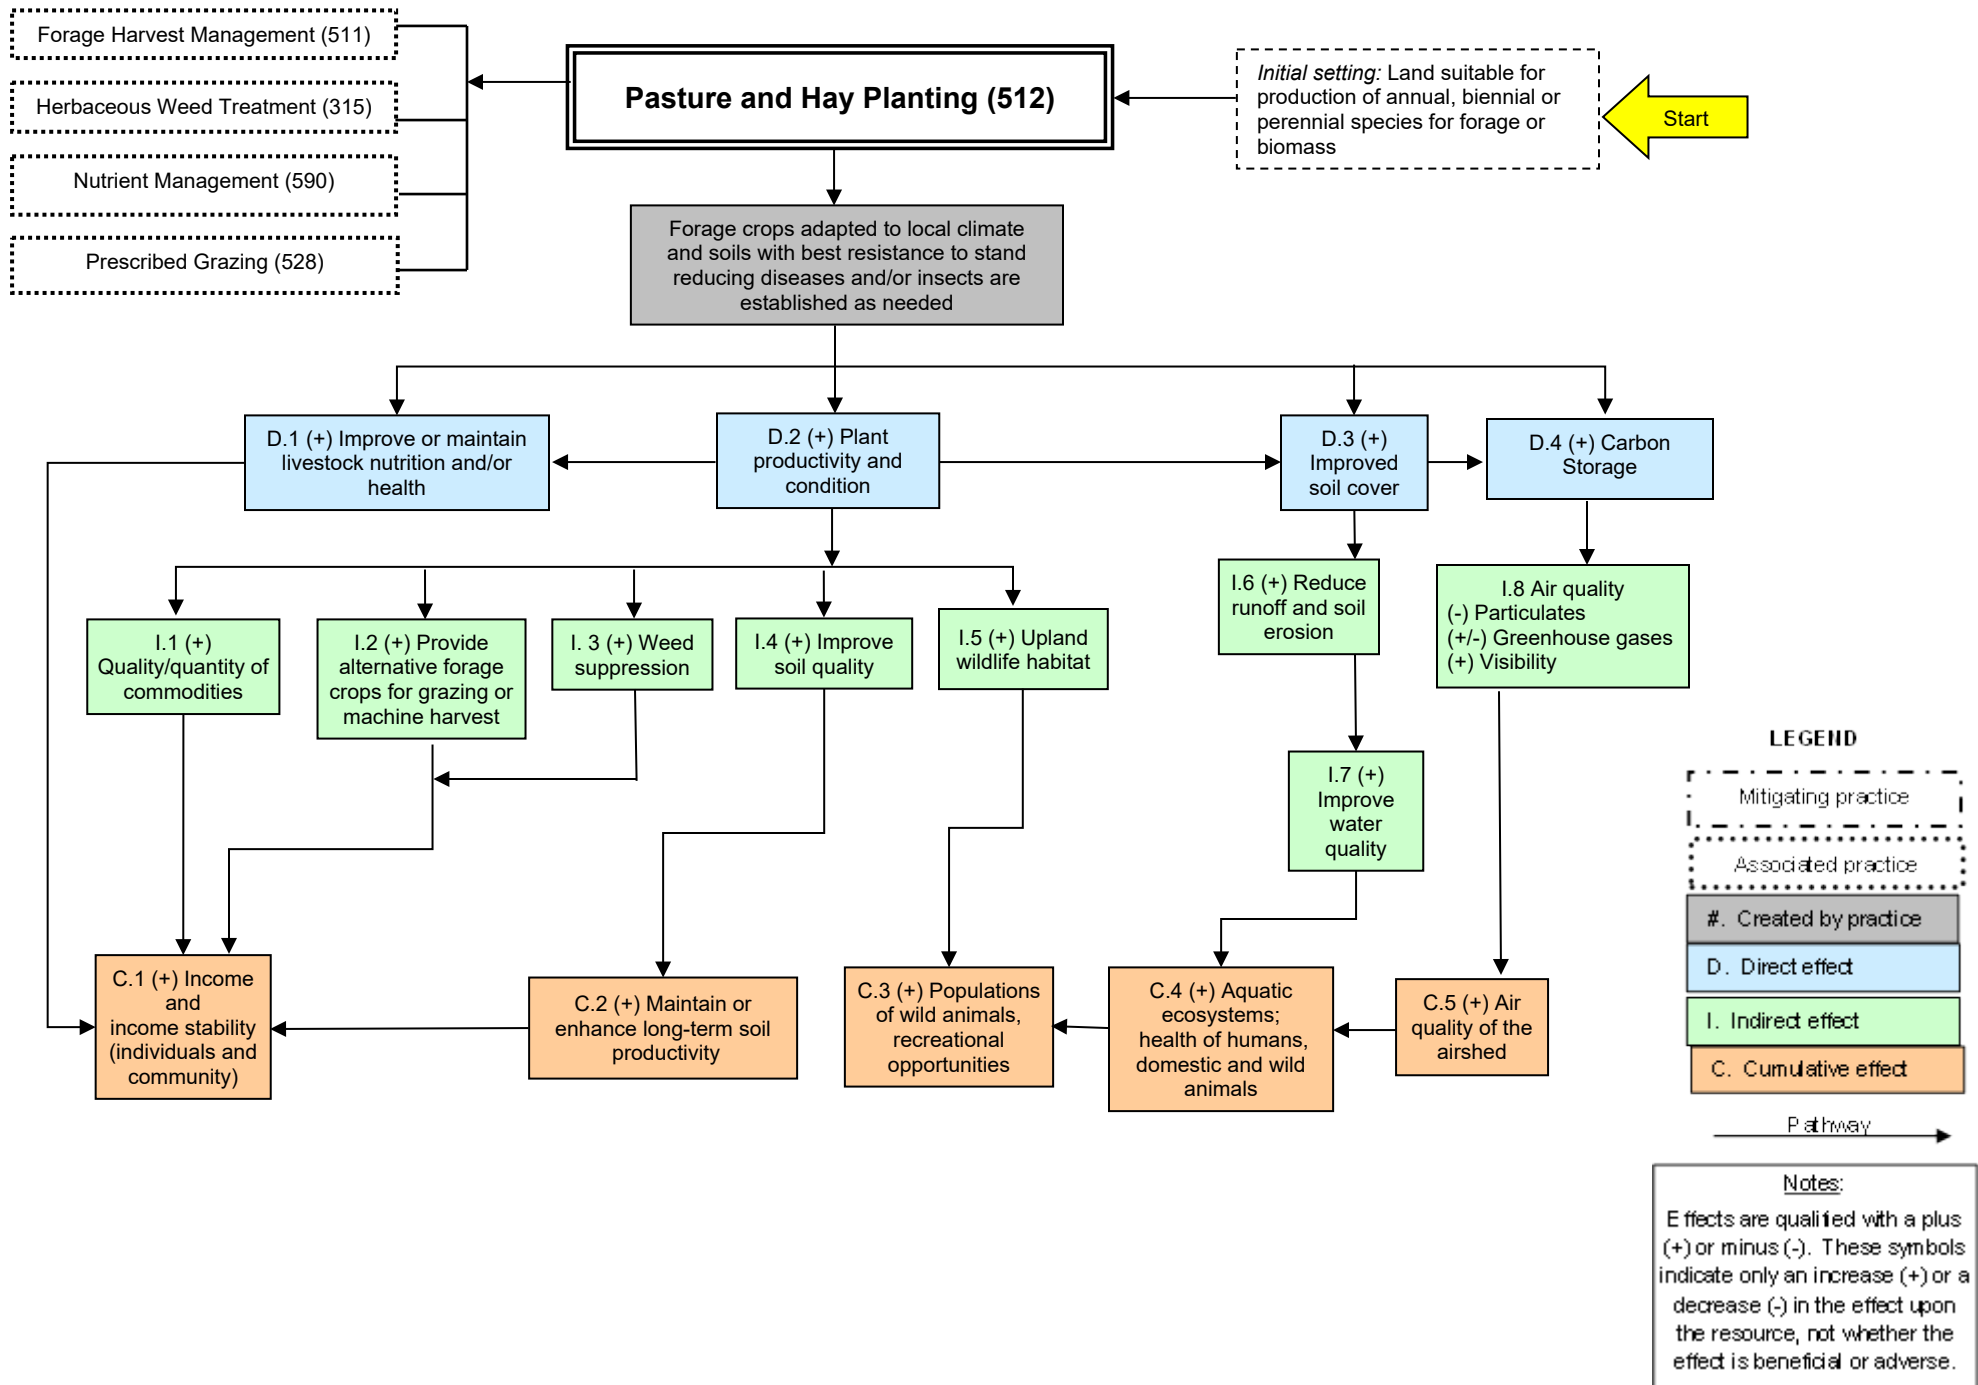 Forage Harvest Management (511)
Herbaceous Weed Treatment (315)
Nutrient Management (590)
Prescribed Grazing (528)
Pasture and Hay Planting (512)
Initial setting: Land suitable for
production of annual, biennial or
perennial species for forage or
biomass
Start
Forage crops adapted to local climate
and soils with best resistance to stand
reducing diseases and/or insects are
established as needed
D.1 (+) Improve or maintain
livestock nutrition and/or
health
D.2 (+) Plant
productivity and
condition
D.3 (+)
Improved
soil cover
D.4 (+) Carbon
Storage
I.1 (+)
Quality/quantity of
commodities
I.2 (+) Provide
alternative forage
crops for grazing or
machine harvest
I. 3 (+) Weed
suppression
I.4 (+) Improve
soil quality
I.5 (+) Upland
wildlife habitat
I.6 (+) Reduce
runoff and soil
erosion
I.8 Air quality
(-) Particulates
(+/-) Greenhouse gases
(+) Visibility
I.7 (+)
Improve
water
quality
C.1 (+) Income
and
income stability
(individuals and
community)
C.2 (+) Maintain or
enhance long-term soil
productivity
C.3 (+) Populations
of wild animals,
recreational
opportunities
C.4 (+) Aquatic
ecosystems;
health of humans,
domestic and wild
animals
C.5 (+) Air
quality of the
airshed
LEGEND
Mitigating practice
Associated practice
#. Created by practice
D. Direct effect
I. Indirect effect
C. Cumulative effect
Pathway
Notes:
Effects are qualified with a plus
(+) or minus (-). These symbols
indicate only an increase (+) or a
decrease (-) in the effect upon
the resource, not whether the
effect is beneficial or adverse.